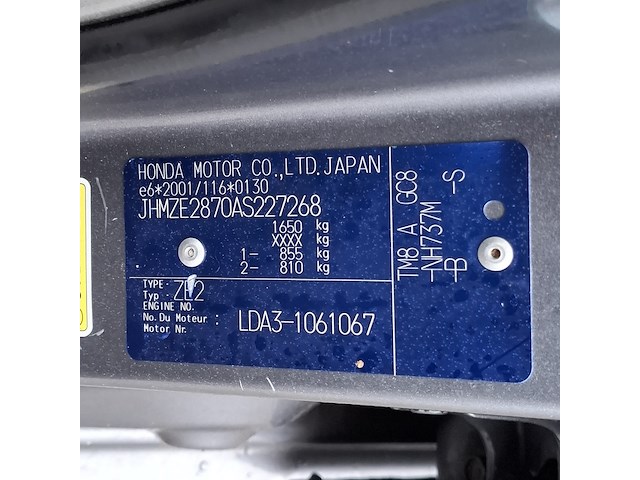 HONDA MOTOR CO.,LTD.JAPAN
e6*2001/116*0130
JHMZE2870AS227268
1650 kg
XXXX kg
1- 855 kg
2- 810 kg
TYPE-
Typ - ZE2
ENGINE NO.
No.Du Moteur :
Motor Nr.
LDA3-1061067
TM8 A GC8
-NH737M -S
-B